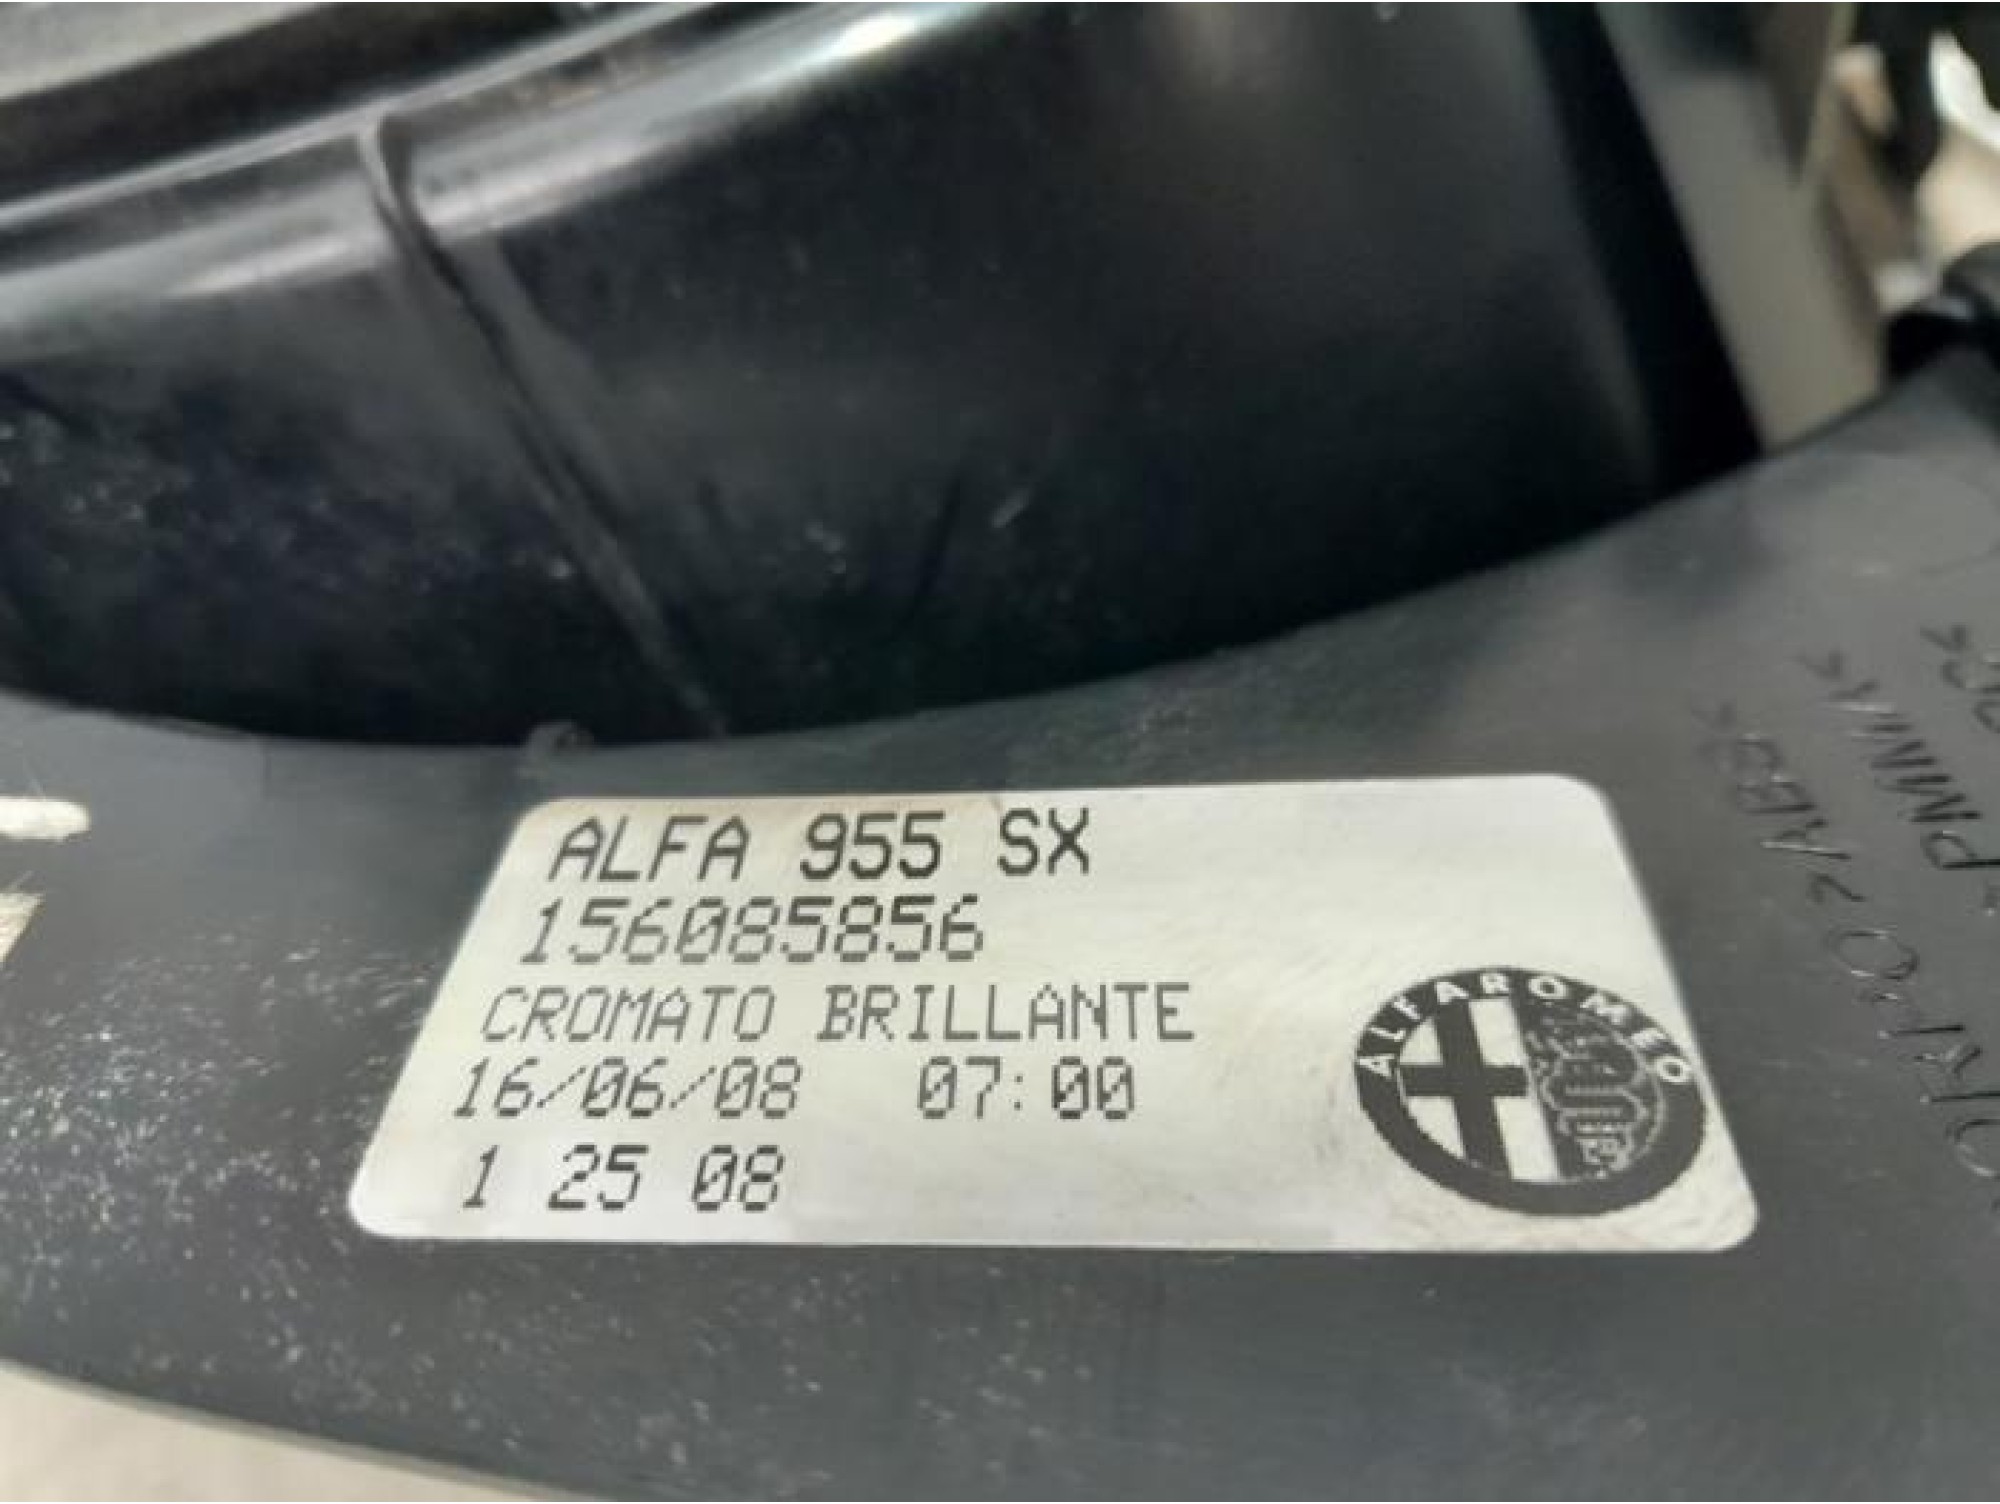 ALFA 955 SX
156085856
CROMATO BRILLANTE
16/06/08 07:00
1 25 08
ALFA ROMEO